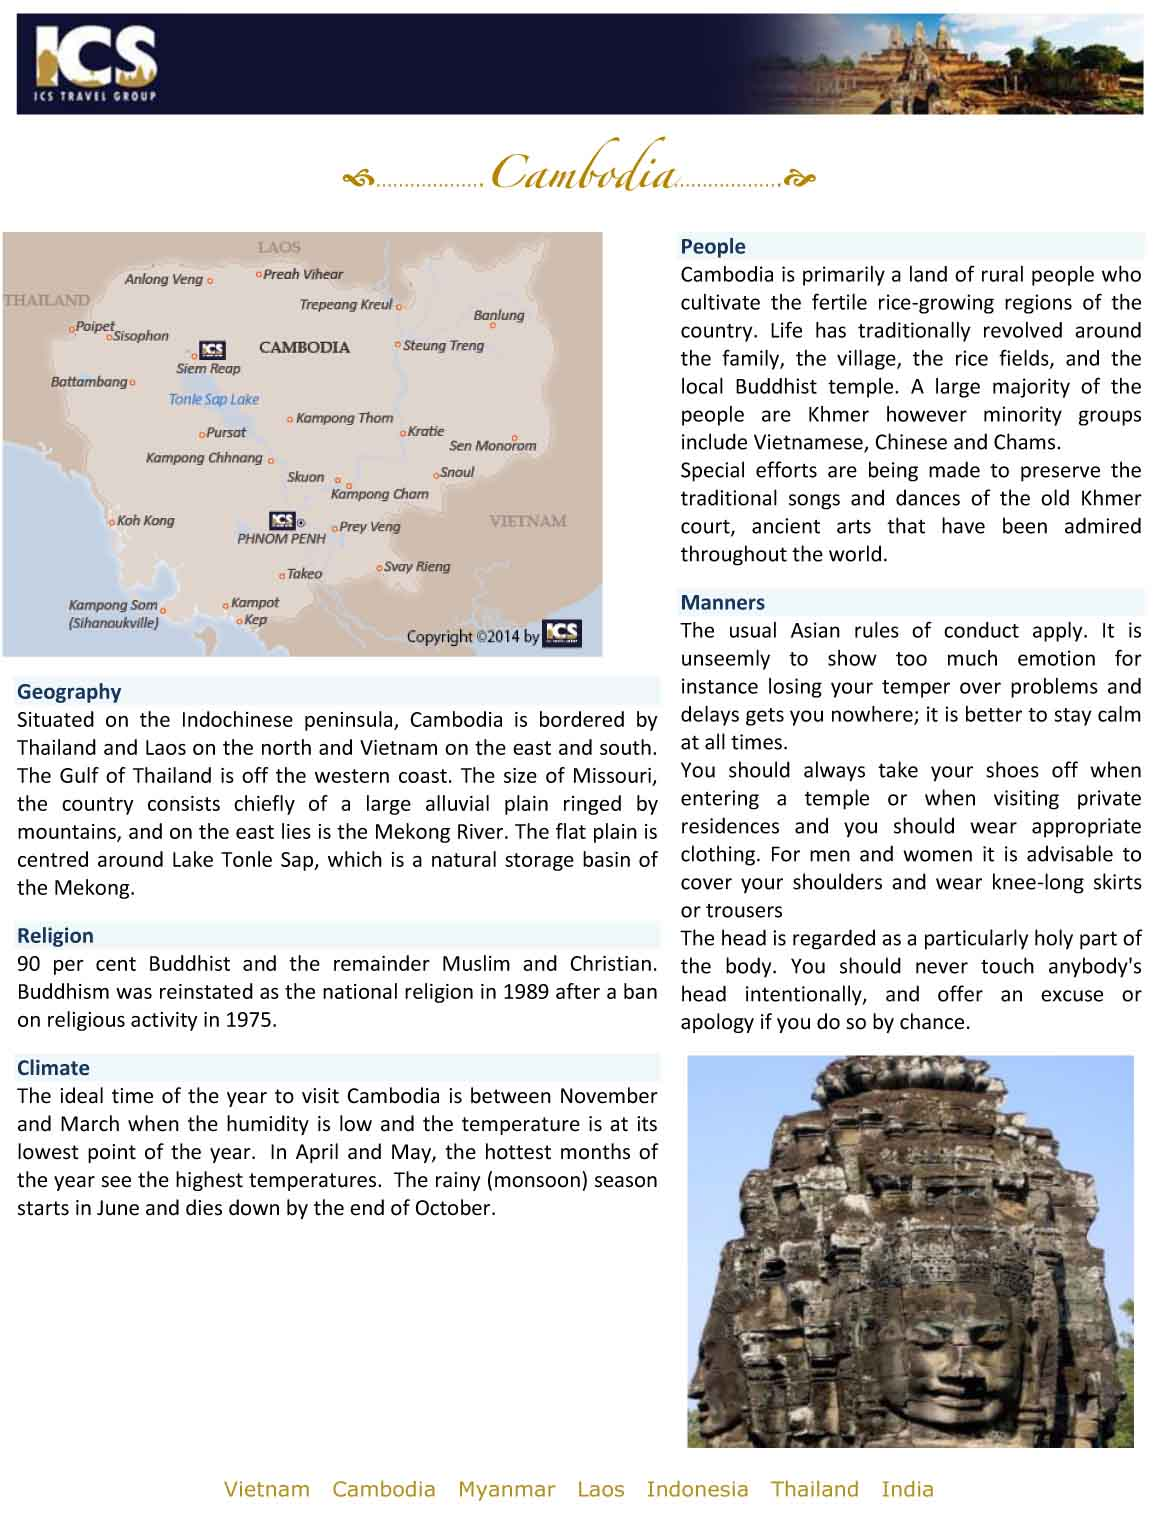 ICS
ICS TRAVEL GROUP
Cambodia
LAOS
Anlong Veng
Preah Vihear
THAILAND
Trepeang Kreul
Banlung
Poipet
Sisophon
ICS
CAMBODIA
Steung Treng
Siem Reap
Battambang
Tonle Sap Lake
Kampong Thom
Pursat
Kratie
Sen Monorom
Kampong Chhnang
Skuon
Snoul
Kampong Cham
Koh Kong
ICS
Prey Veng
VIETNAM
PHNOM PENH
Takeo
Svay Rieng
Kampong Som
(Sihanoukville)
Kampot
Kep
Copyright ©2014 by ICS
Geography
Situated on the Indochinese peninsula, Cambodia is bordered by
Thailand and Laos on the north and Vietnam on the east and south.
The Gulf of Thailand is off the western coast. The size of Missouri,
the country consists chiefly of a large alluvial plain ringed by
mountains, and on the east lies is the Mekong River. The flat plain is
centred around Lake Tonle Sap, which is a natural storage basin of
the Mekong.
Religion
90 per cent Buddhist and the remainder Muslim and Christian.
Buddhism was reinstated as the national religion in 1989 after a ban
on religious activity in 1975.
Climate
The ideal time of the year to visit Cambodia is between November
and March when the humidity is low and the temperature is at its
lowest point of the year. In April and May, the hottest months of
the year see the highest temperatures. The rainy (monsoon) season
starts in June and dies down by the end of October.
People
Cambodia is primarily a land of rural people who
cultivate the fertile rice-growing regions of the
country. Life has traditionally revolved around
the family, the village, the rice fields, and the
local Buddhist temple. A large majority of the
people are Khmer however minority groups
include Vietnamese, Chinese and Chams.
Special efforts are being made to preserve the
traditional songs and dances of the old Khmer
court, ancient arts that have been admired
throughout the world.
Manners
The usual Asian rules of conduct apply. It is
unseemly to show too much emotion for
instance losing your temper over problems and
delays gets you nowhere; it is better to stay calm
at all times.
You should always take your shoes off when
entering a temple or when visiting private
residences and you should wear appropriate
clothing. For men and women it is advisable to
cover your shoulders and wear knee-long skirts
or trousers
The head is regarded as a particularly holy part of
the body. You should never touch anybody's
head intentionally, and offer an excuse or
apology if you do so by chance.
Vietnam Cambodia Myanmar Laos Indonesia Thailand India